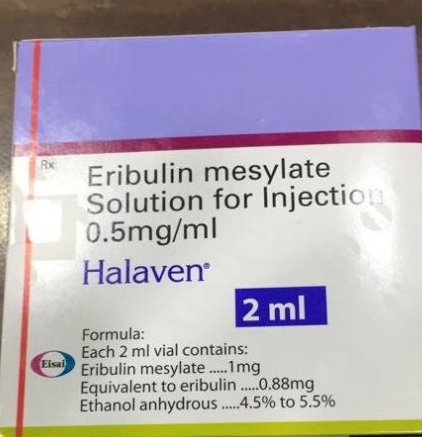 Rx
Eribulin mesylate
Solution for Injection
0.5mg/ml
Halaven®
2 ml
Formula:
Each 2 ml vial contains:
Eisai
Eribulin mesylate .....1mg
Equivalent to eribulin .....0.88mg
Ethanol anhydrous .....4.5% to 5.5%